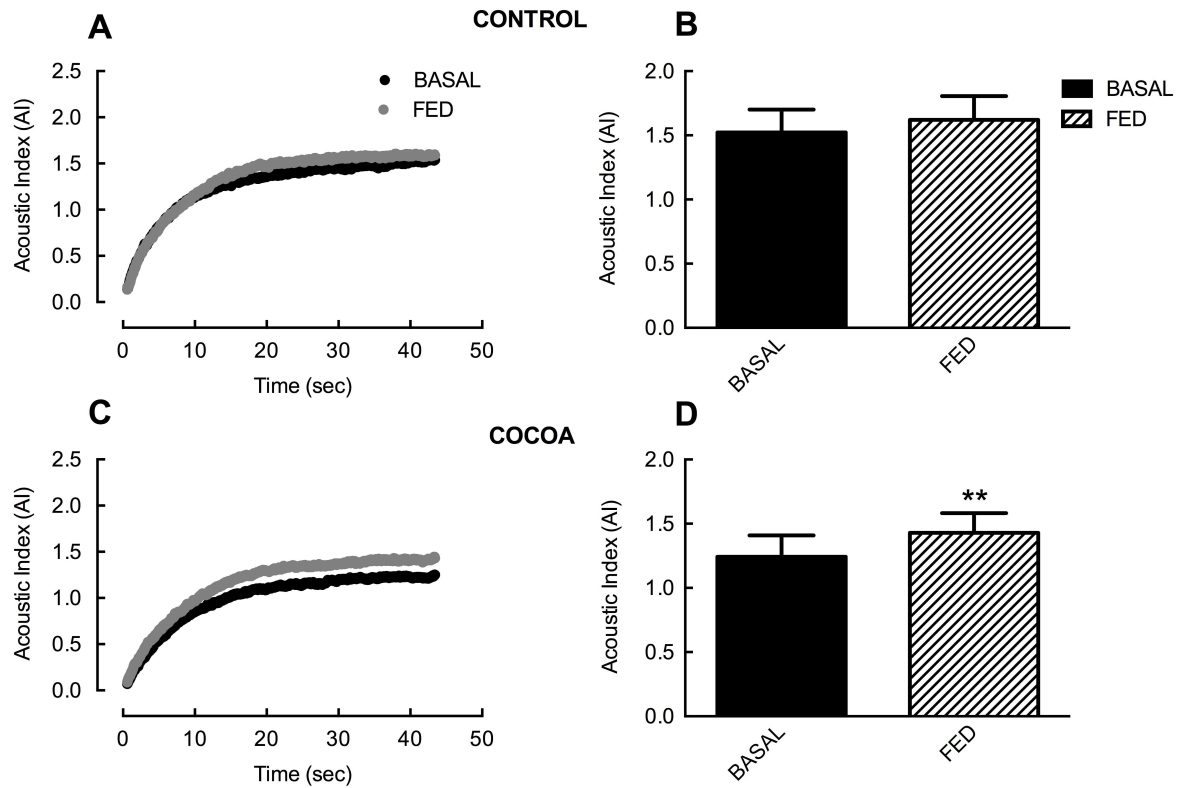 CONTROL
A
BASAL
FED
2.5
2.0
1.5
1.0
0.5
0.0
Acoustic Index (AI)
0 10 20 30 40 50
Time (sec)
B
BASAL
FED
2.0
1.5
1.0
0.5
0.0
Acoustic Index (AI)
BASAL FED
COCOA
C
2.5
2.0
1.5
1.0
0.5
0.0
Acoustic Index (AI)
0 10 20 30 40 50
Time (sec)
D
2.0
1.5
1.0
0.5
0.0
Acoustic Index (AI)
**
BASAL FED